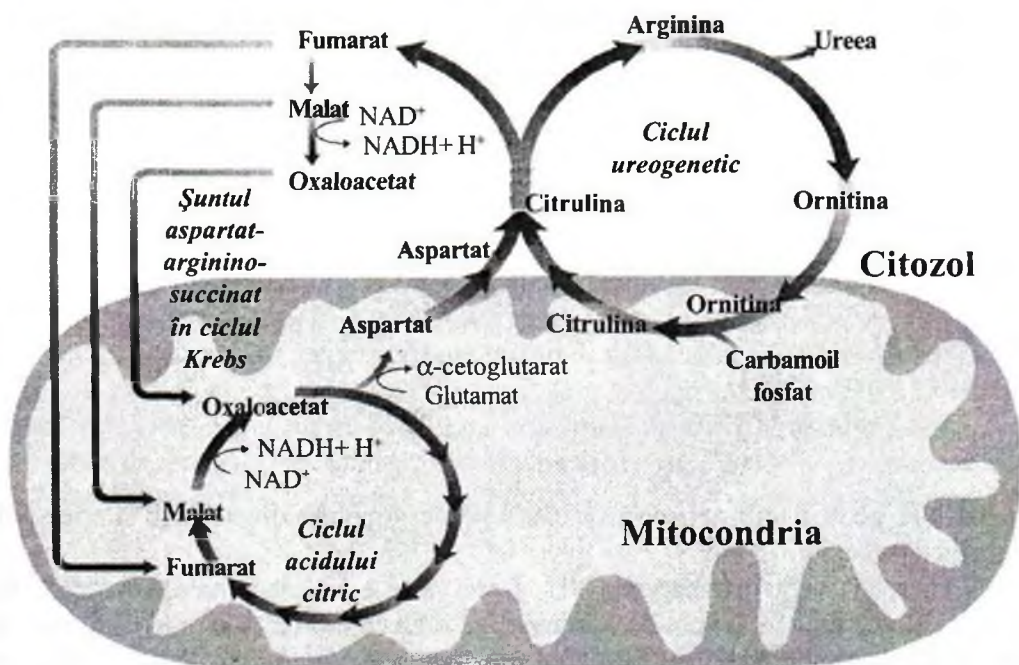 Arginina
Fumarat
Ureea
Malat
NAD⁺
NADH+ H⁺
Oxaloacetat
Ciclul
ureogenetic
Ornitina
Citrulina
Şuntul
aspartat-
arginino-
succinat
în ciclul
Krebs
Aspartat
Citozol
Ornitina
Aspartat
Citrulina
Carbamoil
fosfat
α-cetoglutarat
Glutamat
Oxaloacetat
NADH+ H⁺
NAD⁺
Malat
Ciclul
acidului
citric
Mitocondria
Fumarat